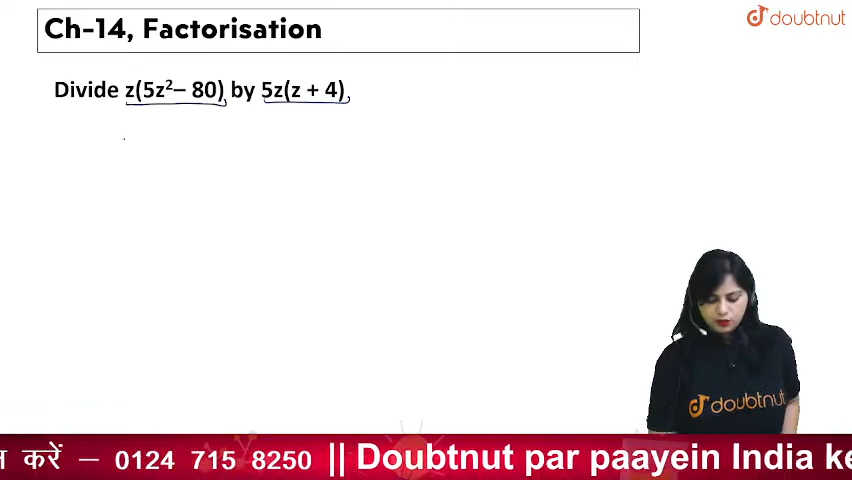 doubtnut
Ch-14, Factorisation
Divide z(5z²– 80) by 5z(z + 4)
doubtnut
करें – 0124 715 8250 || Doubtnut par paayein India